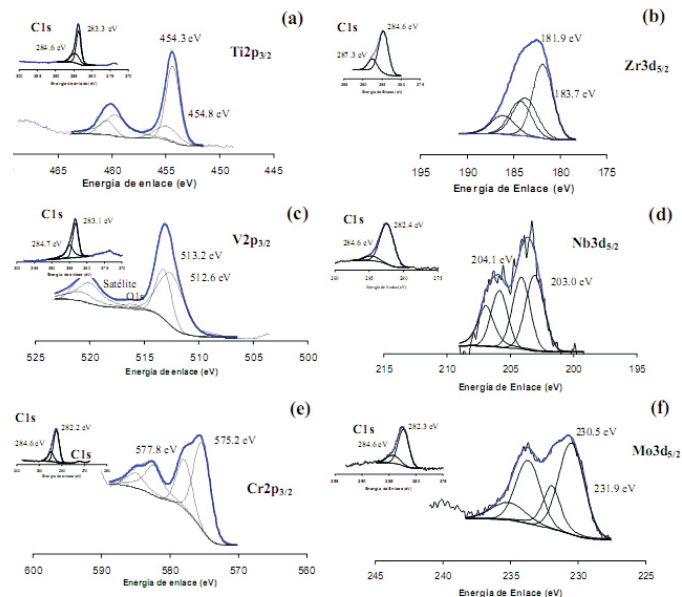 (a)
C1s
283.3 eV
284.6 eV
454.3 eV
Ti2p3/2
454.8 eV
465 460 455 450 445
Energía de enlace (eV)
(b)
C1s
284.6 eV
287.3 eV
181.9 eV
Zr3d5/2
183.7 eV
195 190 185 180 175
Energía de enlace (eV)
(c)
C1s
283.1 eV
284.7 eV
V2p3/2
513.2 eV
512.6 eV
Satélite
O1s
525 520 515 510 505 500
Energía de enlace (eV)
(d)
C1s
282.4 eV
284.6 eV
Nb3d5/2
204.1 eV
203.0 eV
215 210 205 200 195
Energía de Enlace (eV)
(e)
C1s
282.2 eV
284.6 eV
C1s
577.8 eV
575.2 eV
Cr2p3/2
600 590 580 570 560
Energía de enlace (eV)
(f)
C1s
282.3 eV
284.6 eV
230.5 eV
Mo3d5/2
231.9 eV
245 240 235 230 225
Energía de Enlace (eV)